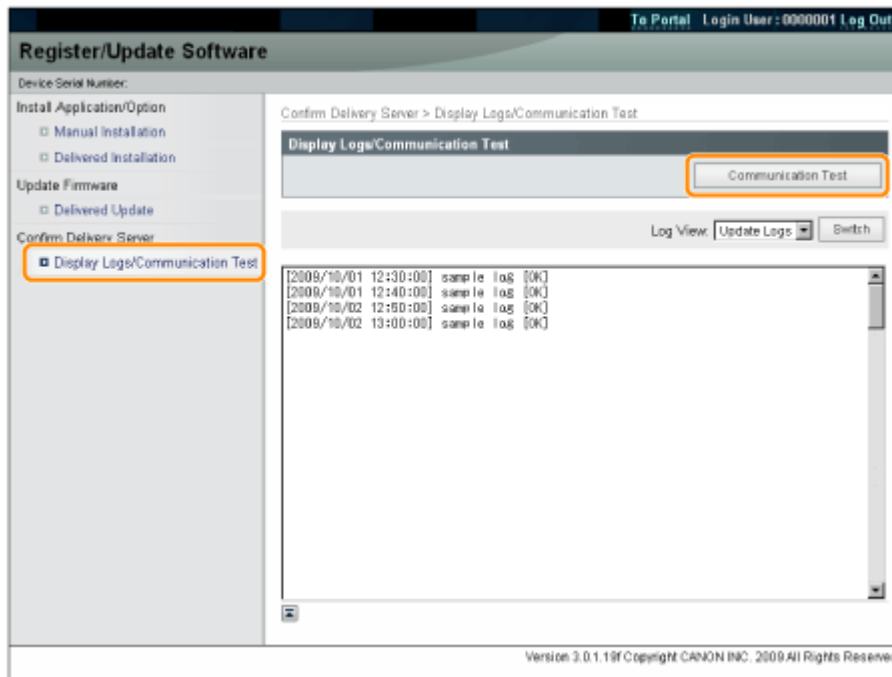 To Portal Login User : 0000001 Log Out
Register/Update Software
Device Serial Number:
Install Application/Option
Manual Installation
Delivered Installation
Update Firmware
Delivered Update
Confirm Delivery Server
Display Logs/Communication Test
Confirm Delivery Server > Display Logs/Communication Test
Display Logs/Communication Test
Communication Test
Log View: Update Logs Switch
[2009/10/01 12:30:00] sample log [OK]
[2009/10/01 12:40:00] sample log [OK]
[2009/10/02 12:50:00] sample log [OK]
[2009/10/02 13:00:00] sample log [OK]
Version 3.0.1.19f Copyright CANON INC. 2009 All Rights Reserve